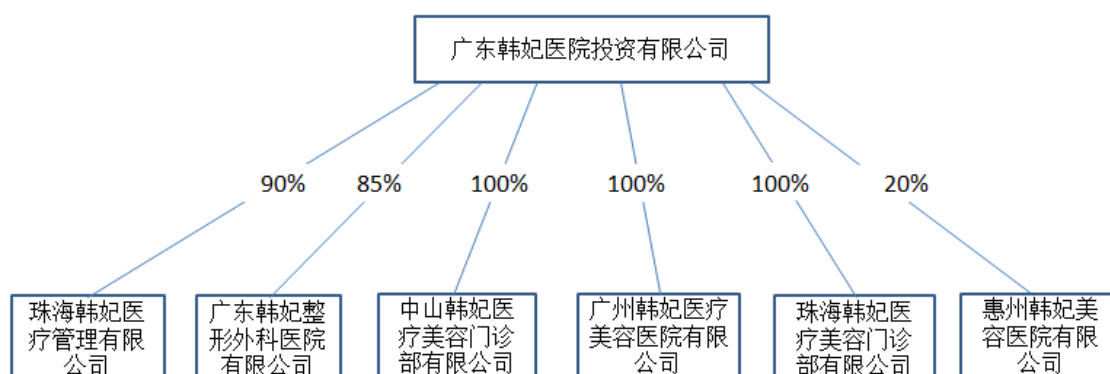 广东韩妃医院投资有限公司
90%
85%
100%
100%
100%
20%
珠海韩妃医
疗管理有限
公司
广东韩妃整
形外科医院
有限公司
中山韩妃医
疗美容门诊
部有限公司
广州韩妃医疗
美容医院有限
公司
珠海韩妃医
疗美容门诊
部有限公司
惠州韩妃美
容医院有限
公司